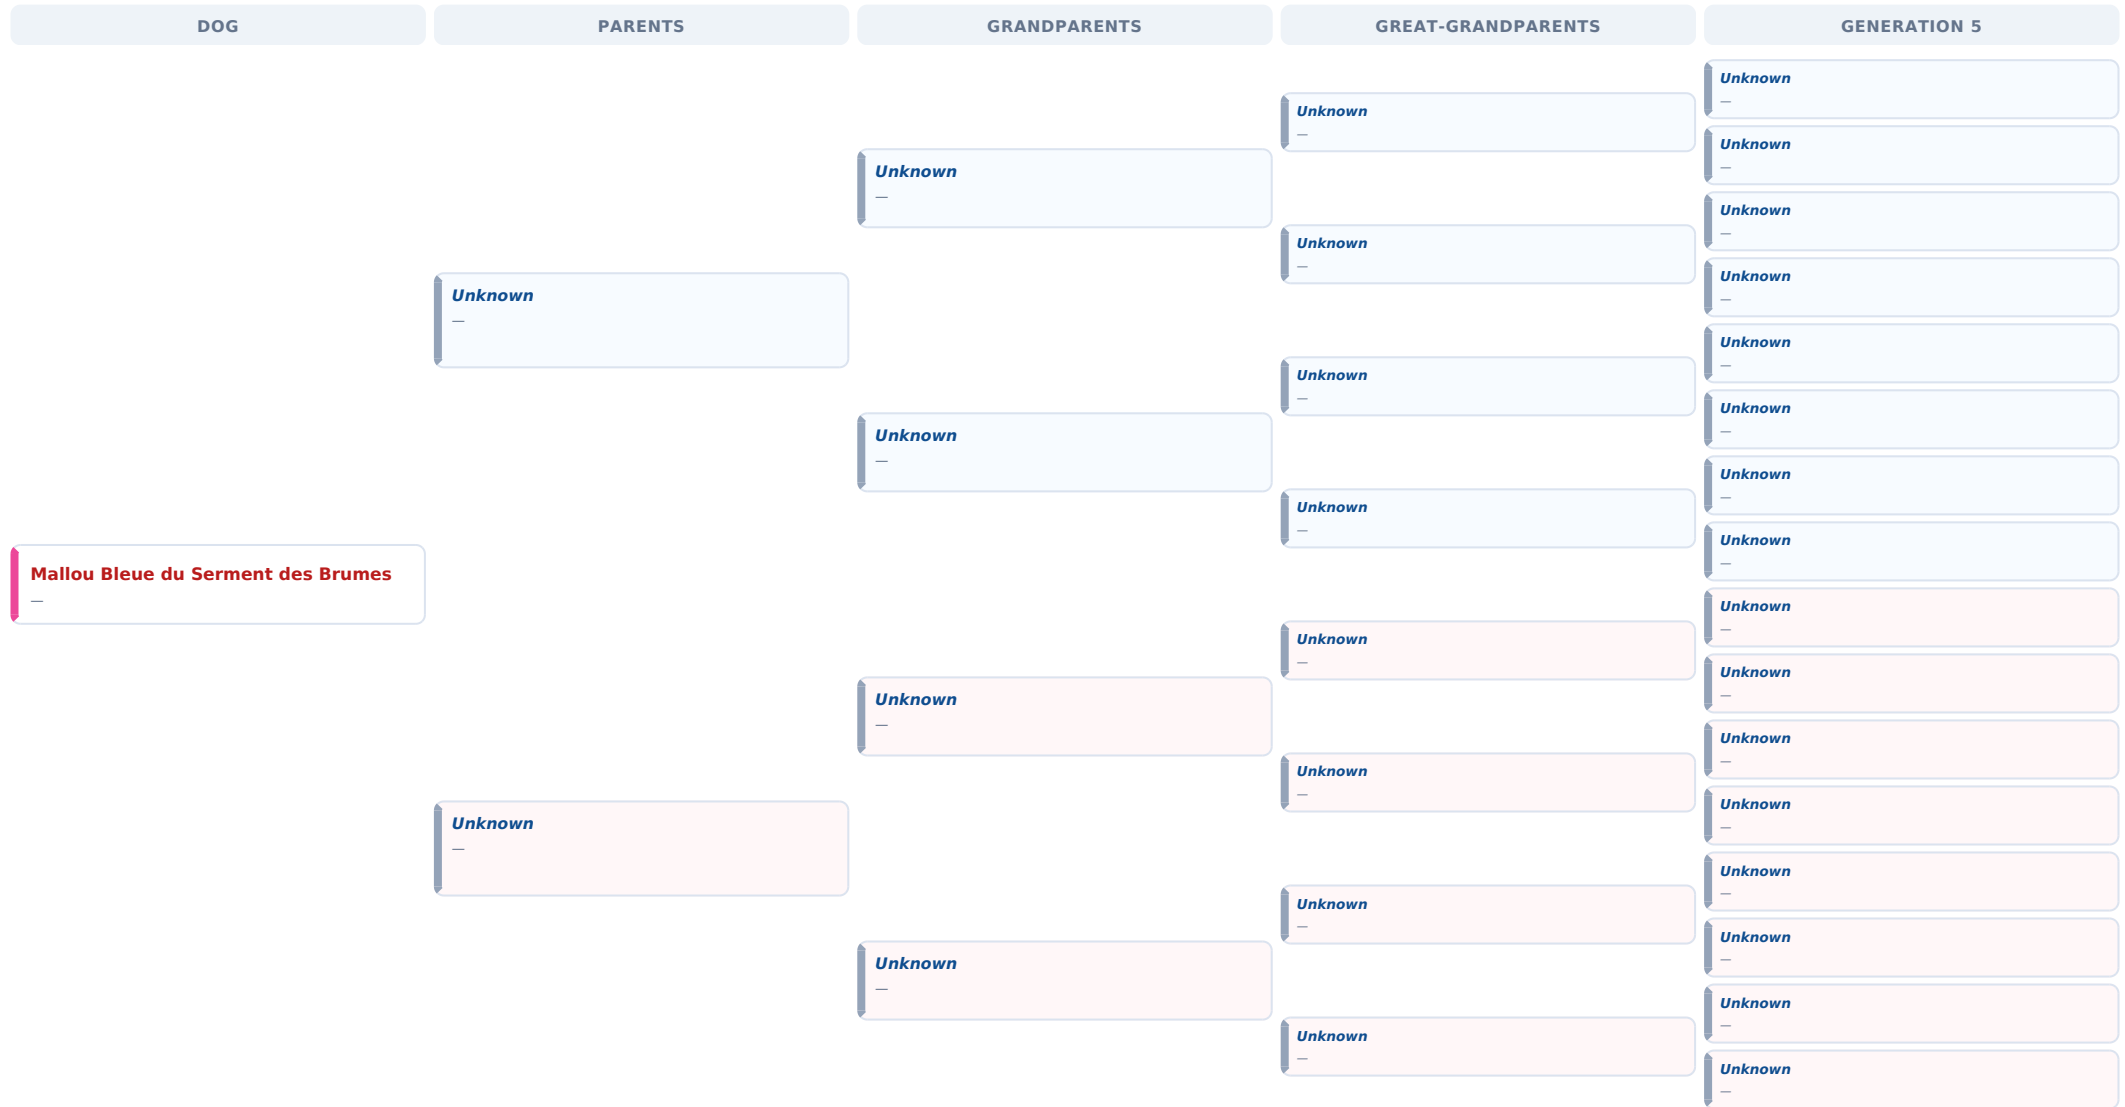 DOG
PARENTS
GRANDPARENTS
GREAT-GRANDPARENTS
GENERATION 5
Mallou Bleue du Serment des Brumes
—
Unknown
—
Unknown
—
Unknown
—
Unknown
—
Unknown
—
Unknown
—
Unknown
—
Unknown
—
Unknown
—
Unknown
—
Unknown
—
Unknown
—
Unknown
—
Unknown
—
Unknown
—
Unknown
—
Unknown
—
Unknown
—
Unknown
—
Unknown
—
Unknown
—
Unknown
—
Unknown
—
Unknown
—
Unknown
—
Unknown
—
Unknown
—
Unknown
—
Unknown
—
Unknown
—